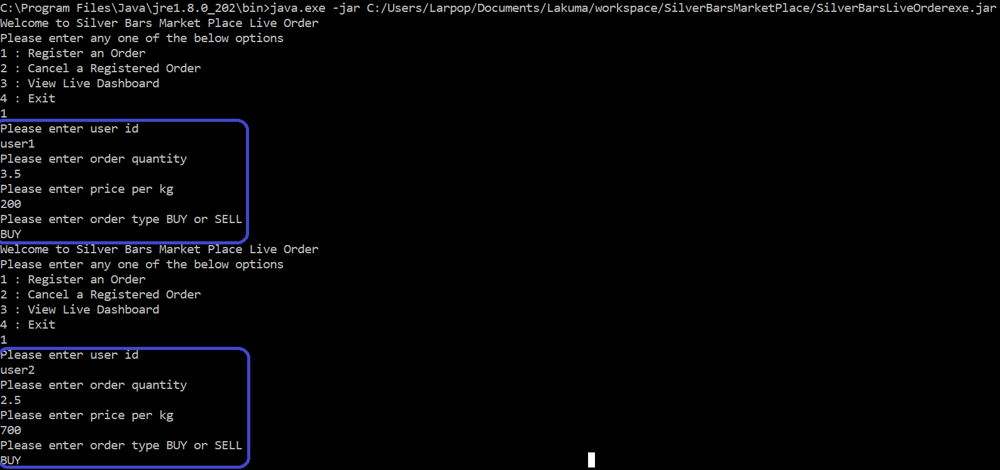 C:\Program Files\Java\jre1.8.0_202\bin>java.exe -jar C:/Users/Larpop/Documents/Lakuma/workspace/SilverBarsMarketPlace/SilverBarsLiveOrderexe.jar
Welcome to Silver Bars Market Place Live Order
Please enter any one of the below options
1 : Register an Order
2 : Cancel a Registered Order
3 : View Live Dashboard
4 : Exit
1
Please enter user id
user1
Please enter order quantity
3.5
Please enter price per kg
200
Please enter order type BUY or SELL
BUY
Welcome to Silver Bars Market Place Live Order
Please enter any one of the below options
1 : Register an Order
2 : Cancel a Registered Order
3 : View Live Dashboard
4 : Exit
1
Please enter user id
user2
Please enter order quantity
2.5
Please enter price per kg
700
Please enter order type BUY or SELL
BUY